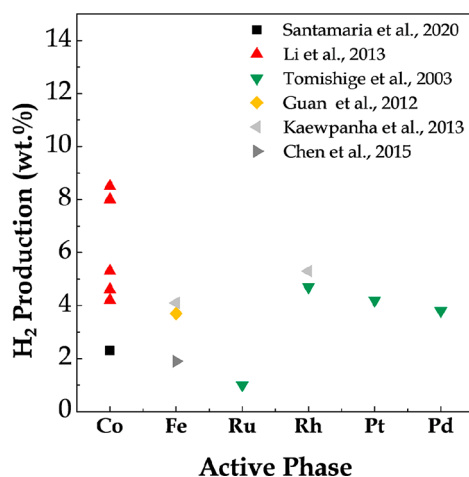 Santamaria et al., 2020
Li et al., 2013
Tomishige et al., 2003
Guan et al., 2012
Kaewpanha et al., 2013
Chen et al., 2015
H2 Production (wt.%)
14
12
10
8
6
4
2
0
Co Fe Ru Rh Pt Pd
Active Phase